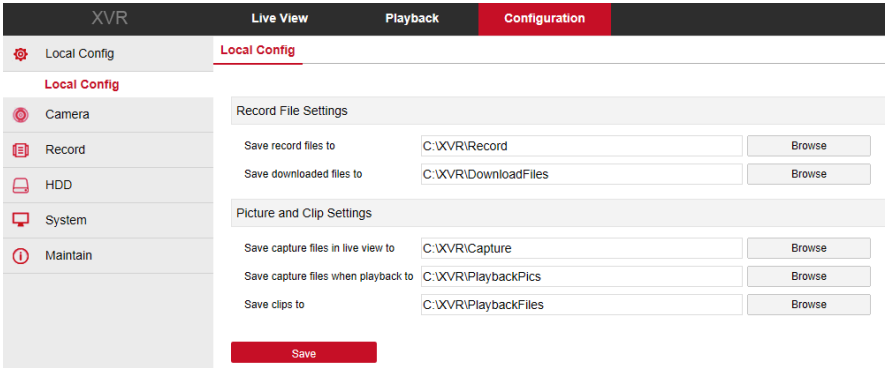 XVR Live View Playback Configuration
Local Config
Local Config
Local Config
Camera
Record
HDD
System
Maintain
Record File Settings
Save record files to C:\XVR\Record Browse
Save downloaded files to C:\XVR\DownloadFiles Browse
Picture and Clip Settings
Save capture files in live view to C:\XVR\Capture Browse
Save capture files when playback to C:\XVR\PlaybackPics Browse
Save clips to C:\XVR\PlaybackFiles Browse
Save